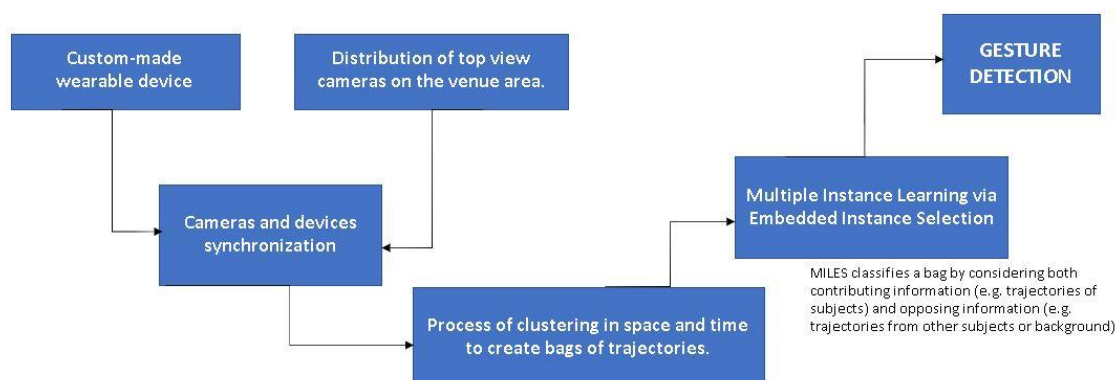 Custom-made
wearable device
Distribution of top view
cameras on the venue area.
GESTURE
DETECTION
Cameras and devices
synchronization
Multiple Instance Learning via
Embedded Instance Selection
MILES classifies a bag by considering both
contributing information (e.g. trajectories of
subjects) and opposing information (e.g.
trajectories from other subjects or background)
Process of clustering in space and time
to create bags of trajectories.